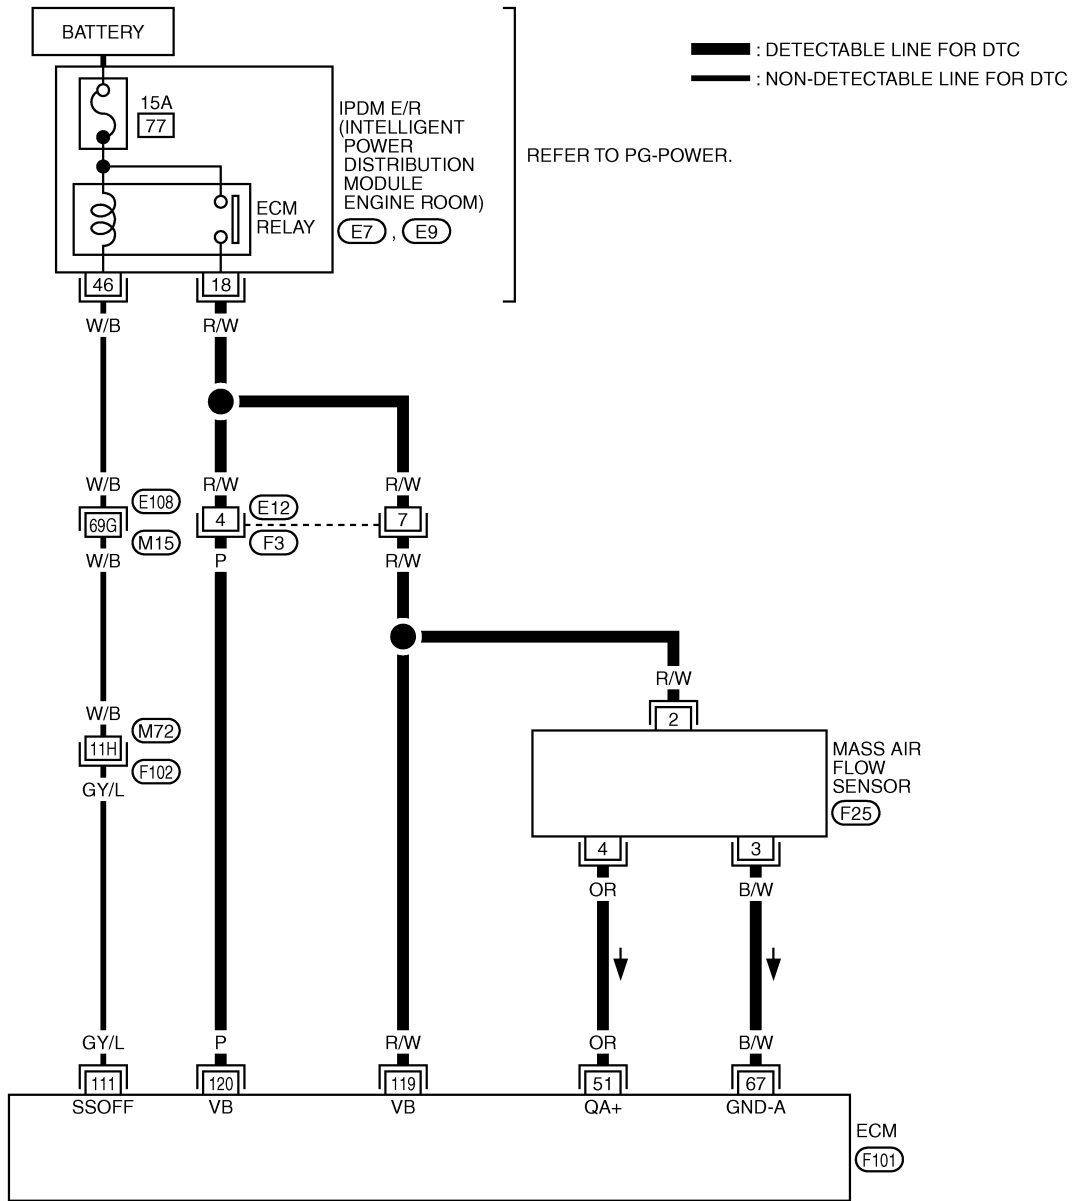 BATTERY
: DETECTABLE LINE FOR DTC
: NON-DETECTABLE LINE FOR DTC
15A
77
IPDM E/R
(INTELLIGENT
POWER
DISTRIBUTION
MODULE
ENGINE ROOM)
E7 , E9
REFER TO PG-POWER.
ECM
RELAY
46
18
W/B
R/W
W/B
R/W
R/W
E108
69G
M15
E12
4
F3
7
W/B
P
R/W
R/W
2
W/B
M72
11H
F102
GY/L
MASS AIR
FLOW
SENSOR
F25
4
3
OR
B/W
GY/L
P
R/W
OR
B/W
111
120
119
51
67
SSOFF
VB
VB
QA+
GND-A
ECM
F101